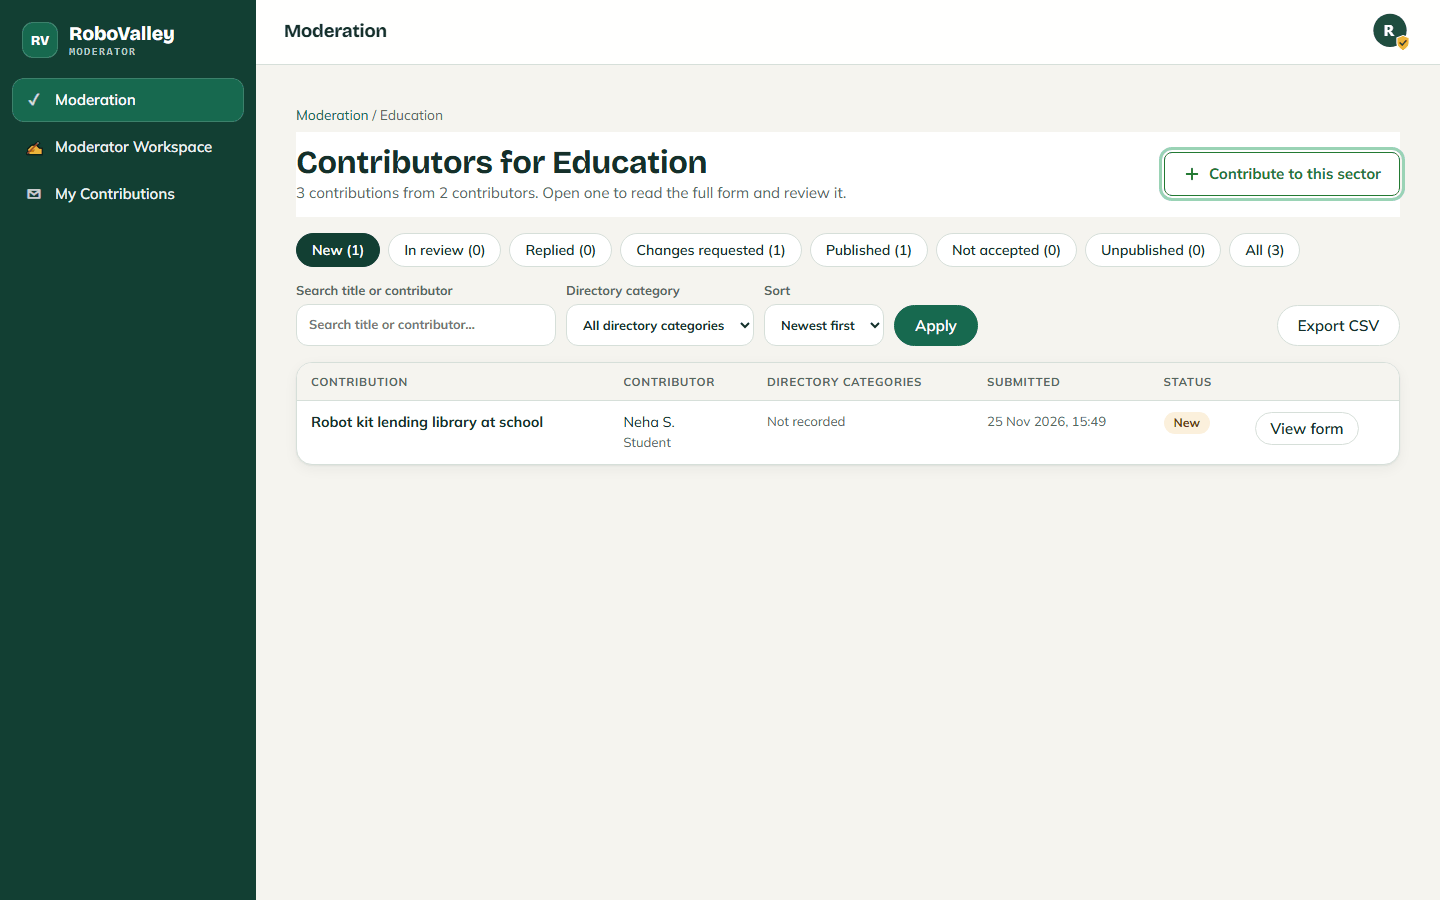 RV
RoboValley
MODERATOR
Moderation
Moderator Workspace
My Contributions
Moderation
R
Moderation / Education
Contributors for Education
3 contributions from 2 contributors. Open one to read the full form and review it.
+ Contribute to this sector
New (1)
In review (0)
Replied (0)
Changes requested (1)
Published (1)
Not accepted (0)
Unpublished (0)
All (3)
Search title or contributor
Directory category
Sort
Search title or contributor...
All directory categories
Newest first
Apply
Export CSV
CONTRIBUTION CONTRIBUTOR DIRECTORY CATEGORIES SUBMITTED STATUS
Robot kit lending library at school Neha S. Not recorded 25 Nov 2026, 15:49 New View form
Student